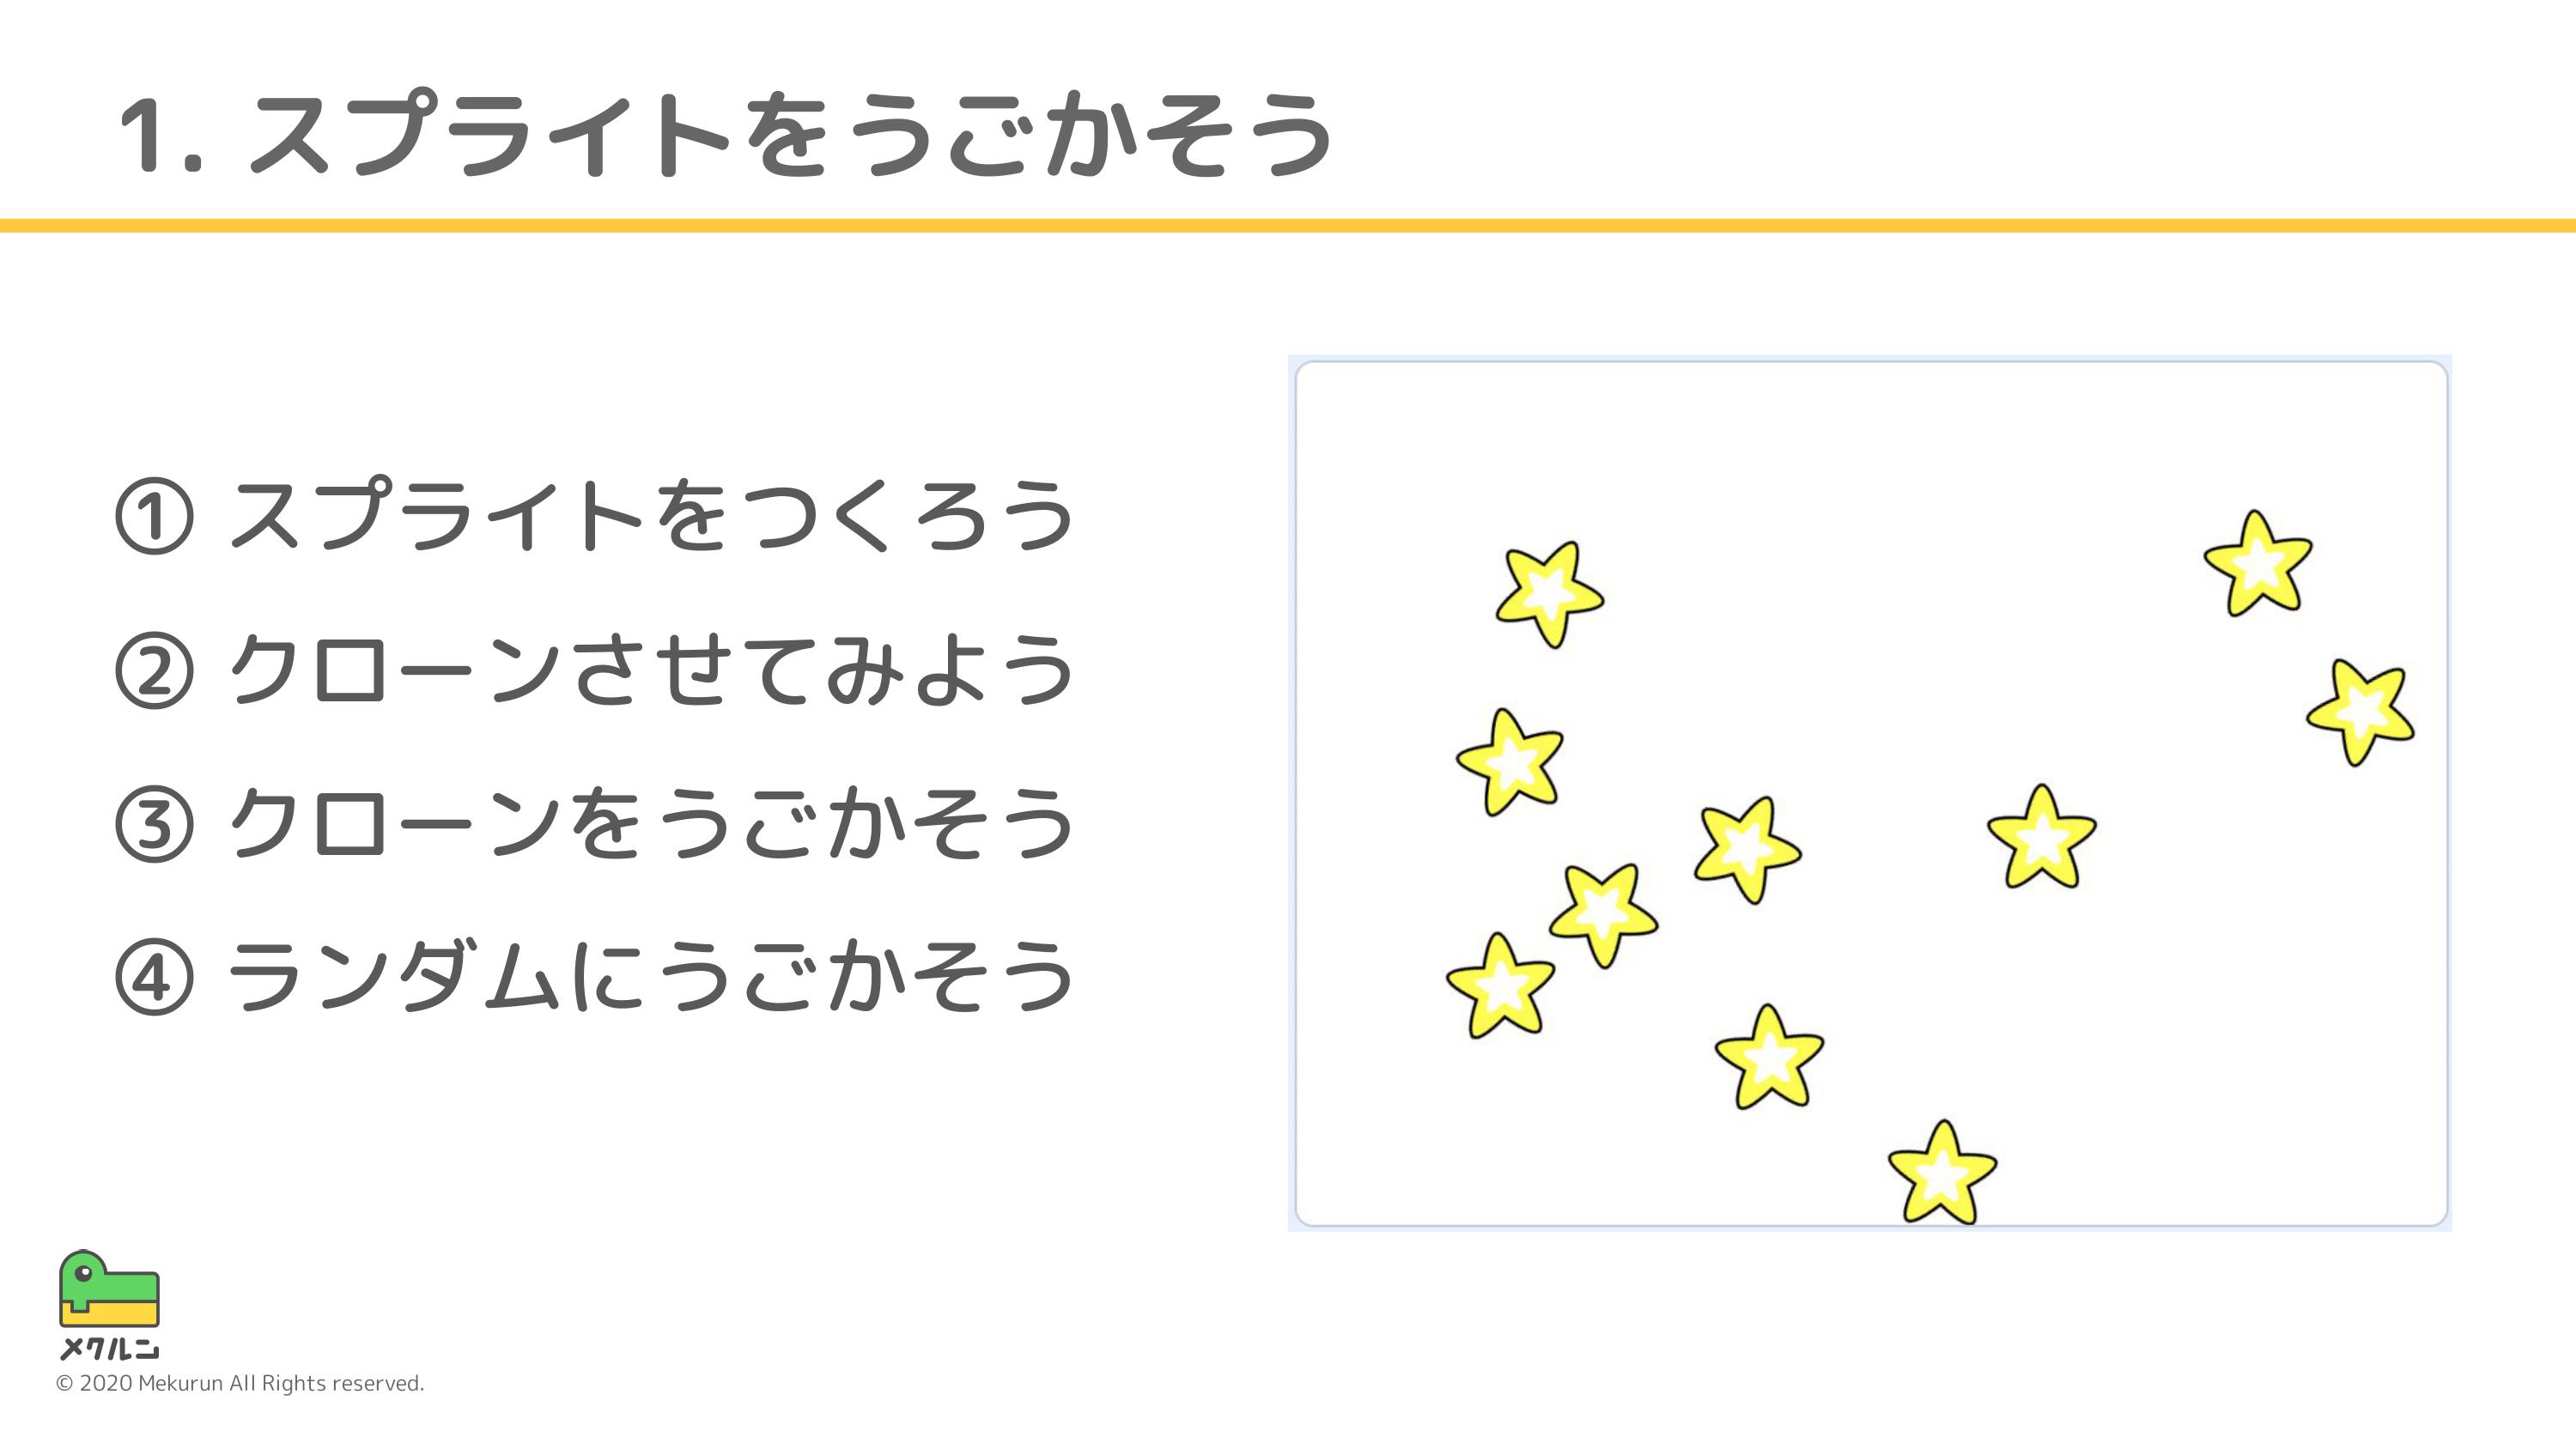 1. スプライトをうごかそう
① スプライトをつくろう
② クローンさせてみよう
③ クローンをうごかそう
④ ランダムにうごかそう
メクルン
© 2020 Mekurun All Rights reserved.